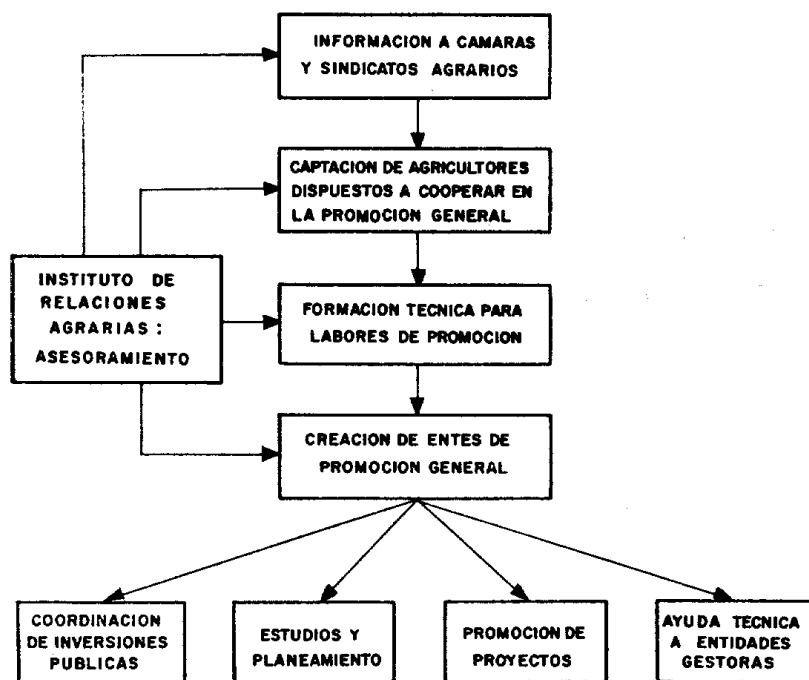 INFORMACION A CAMARAS
Y SINDICATOS AGRARIOS
CAPTACION DE AGRICULTORES
DISPUESTOS A COOPERAR EN
LA PROMOCION GENERAL
INSTITUTO DE
RELACIONES
AGRARIAS:
ASESORAMIENTO
FORMACION TECNICA PARA
LABORES DE PROMOCION
CREACION DE ENTES DE
PROMOCION GENERAL
COORDINACION
DE INVERSIONES
PUBLICAS
ESTUDIOS Y
PLANEAMIENTO
PROMOCION DE
PROYECTOS
AYUDA TECNICA
A ENTIDADES
GESTORAS